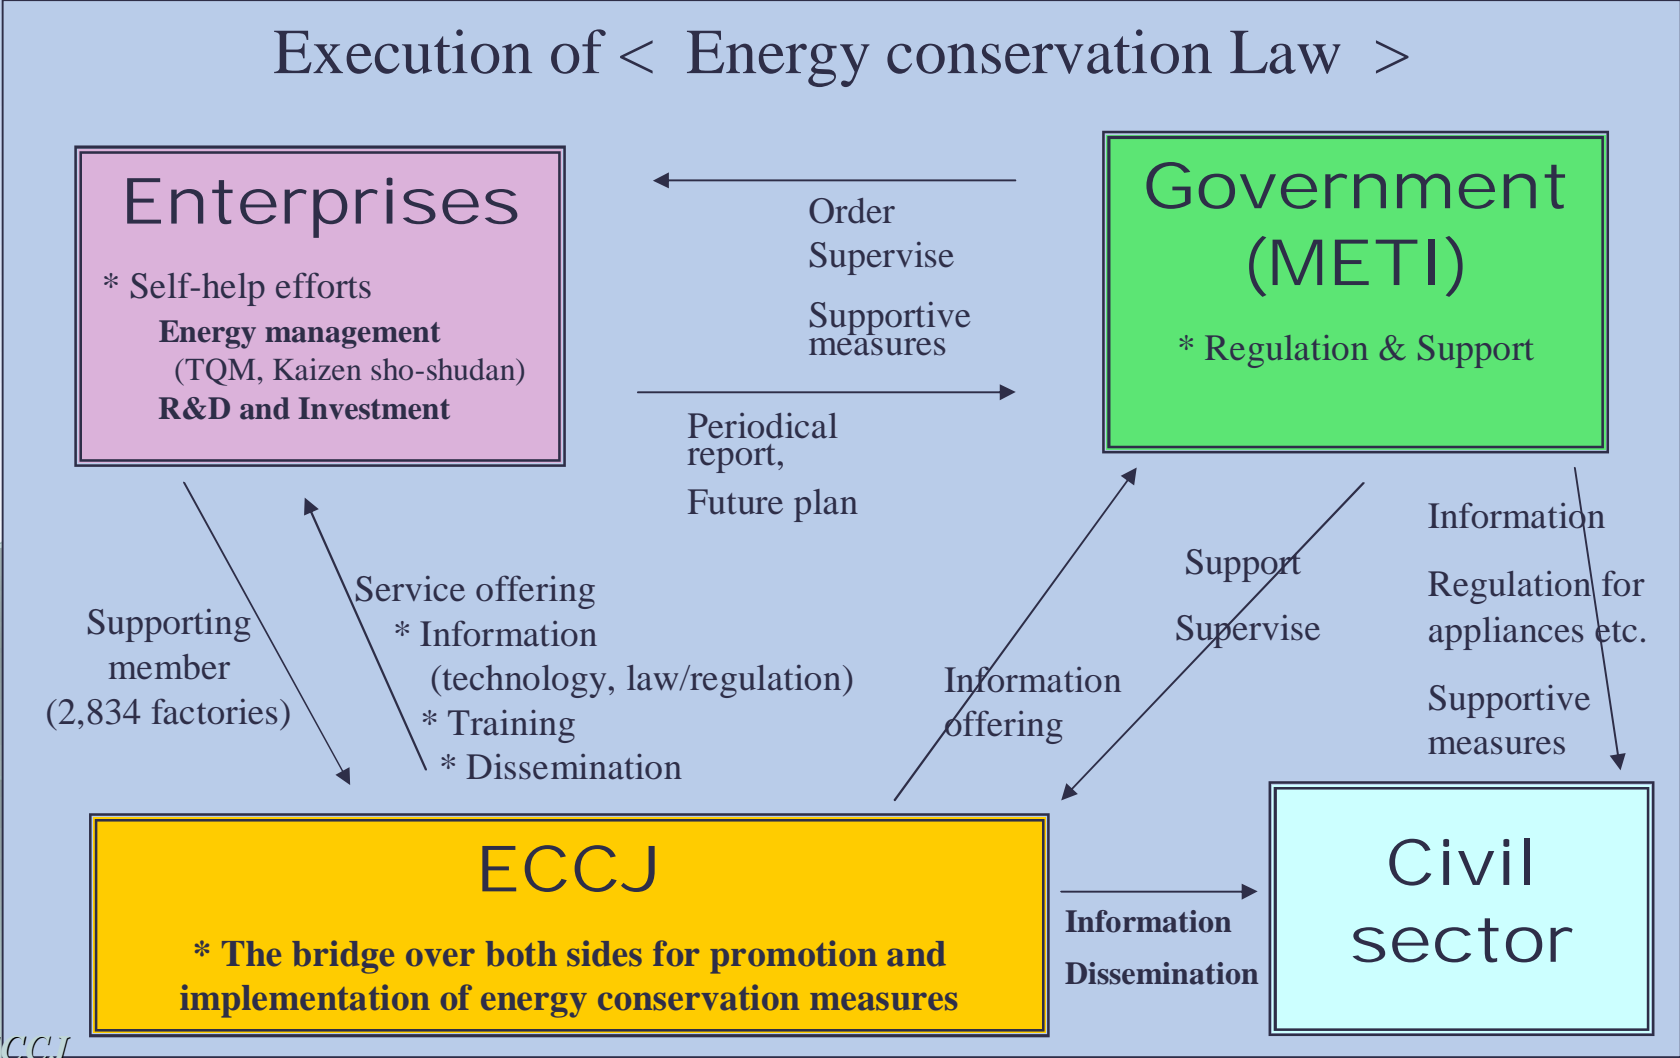 Execution of < Energy conservation Law >
Enterprises
* Self-help efforts
Energy management
(TQM, Kaizen sho-shudan)
R&D and Investment
Order
Supervise
Supportive
measures
Periodical
report,
Future plan
Government
(METI)
* Regulation & Support
Supporting
member
(2,834 factories)
Service offering
* Information
(technology, law/regulation)
* Training
* Dissemination
Information
offering
Support
Supervise
Information
Regulation for
appliances etc.
Supportive
measures
ECCJ
* The bridge over both sides for promotion and
implementation of energy conservation measures
Information
Dissemination
Civil
sector